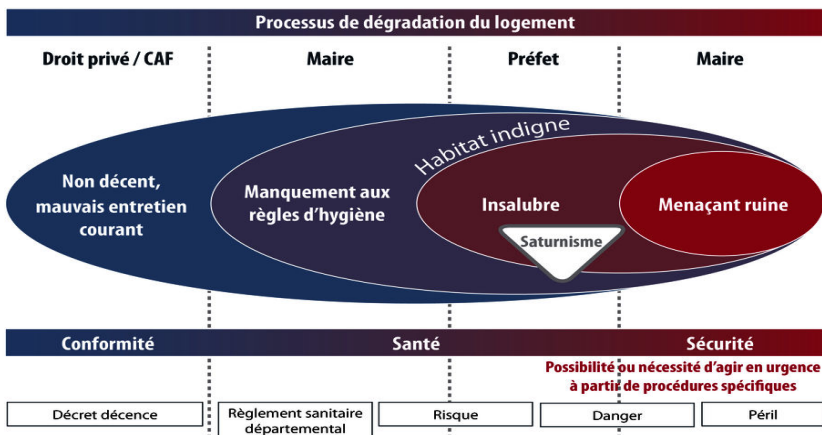 Processus de dégradation du logement
Droit privé / CAF
Maire
Préfet
Maire
Habitat indigne
Non décent,
mauvais entretien
courant
Manquement aux
règles d'hygiène
Insalubre
Menaçant ruine
Saturnisme
Conformité
Santé
Sécurité
Possibilité ou nécessité d'agir en urgence
à partir de procédures spécifiques
Décret décence
Règlement sanitaire
départemental
Risque
Danger
Péril